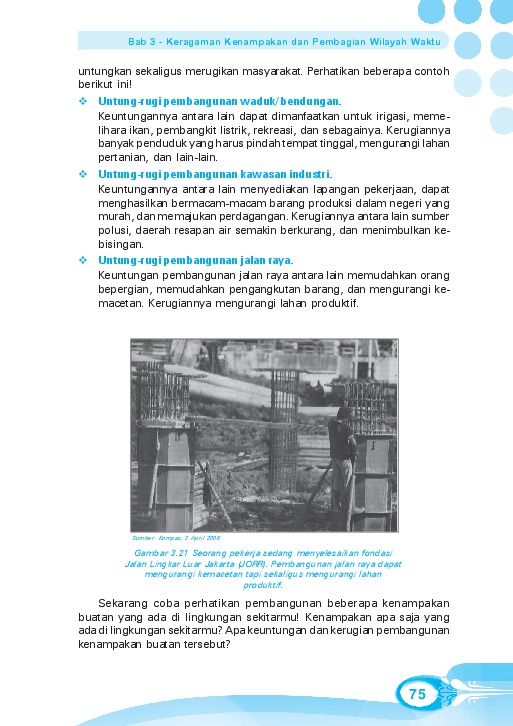 Bab 3 - Keragaman Kenampakan dan Pembagian Wilayah Waktu
untungkan sekaligus merugikan masyarakat. Perhatikan beberapa contoh
berikut ini!
❖ Untung-rugi pembangunan waduk/bendungan.
Keuntungannya antara lain dapat dimanfaatkan untuk irigasi, meme-
lihara ikan, pembangkit listrik, rekreasi, dan sebagainya. Kerugiannya
banyak penduduk yang harus pindah tempat tinggal, mengurangi lahan
pertanian, dan lain-lain.
❖ Untung-rugi pembangunan kawasan industri.
Keuntungannya antara lain menyediakan lapangan pekerjaan, dapat
menghasilkan bermacam-macam barang produksi dalam negeri yang
murah, dan memajukan perdagangan. Kerugiannya antara lain sumber
polusi, daerah resapan air semakin berkurang, dan menimbulkan ke-
bisingan.
❖ Untung-rugi pembangunan jalan raya.
Keuntungan pembangunan jalan raya antara lain memudahkan orang
bepergian, memudahkan pengangkutan barang, dan mengurangi ke-
macetan. Kerugiannya mengurangi lahan produktif.
Sumber: Kompas, 2 April 2008
Gambar 3.21 Seorang pekerja sedang menyelesaikan fondasi
Jalan Lingkar Luar Jakarta (JORR). Pembangunan jalan raya dapat
mengurangi kemacetan tapi sekaligus mengurangi lahan
produktif.
Sekarang coba perhatikan pembangunan beberapa kenampakan
buatan yang ada di lingkungan sekitarmu! Kenampakan apa saja yang
ada di lingkungan sekitarmu? Apa keuntungan dan kerugian pembangunan
kenampakan buatan tersebut?
75